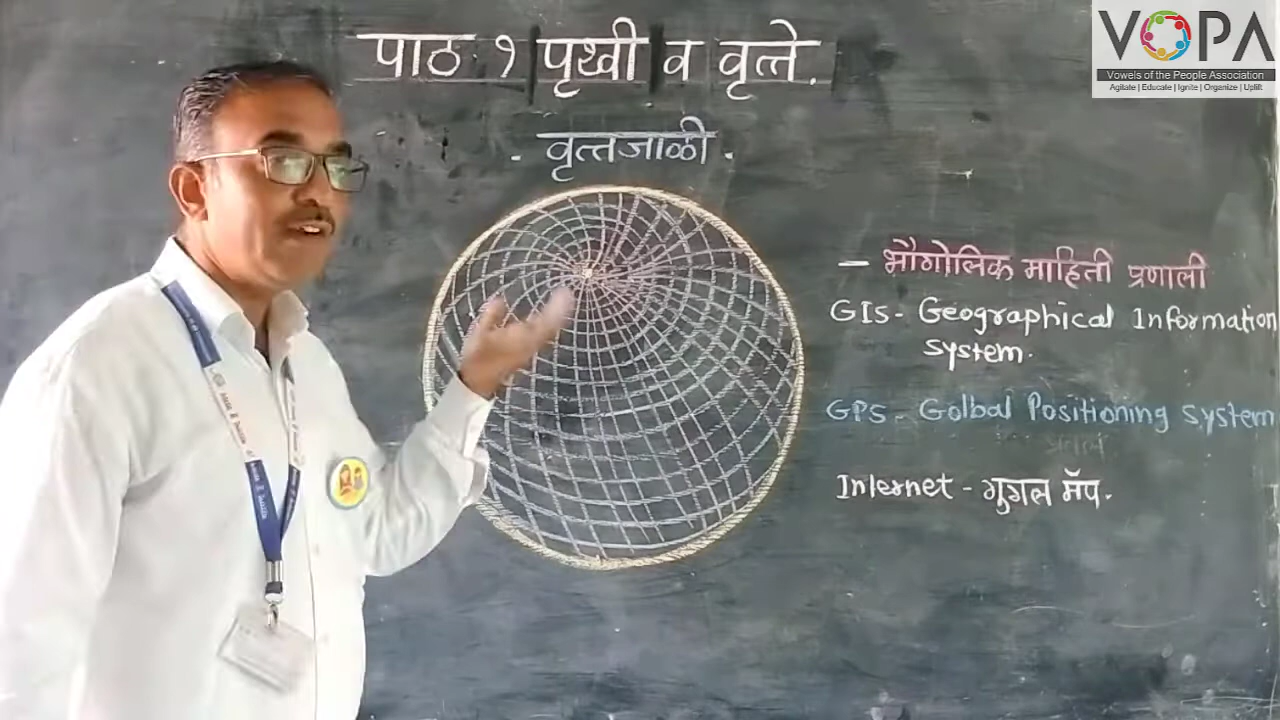 VOPA
Vowels of the People Association
Agitate | Educate | Ignite | Organize | Uplift
पाठ १ पृथ्वी व वृत्ते.
. वृत्तजाळी .
– भौगोलिक माहिती प्रणाली
GIS- Geographical Information
system.
GPS - Golbal Positioning system
Internet - गुगल मॅप.